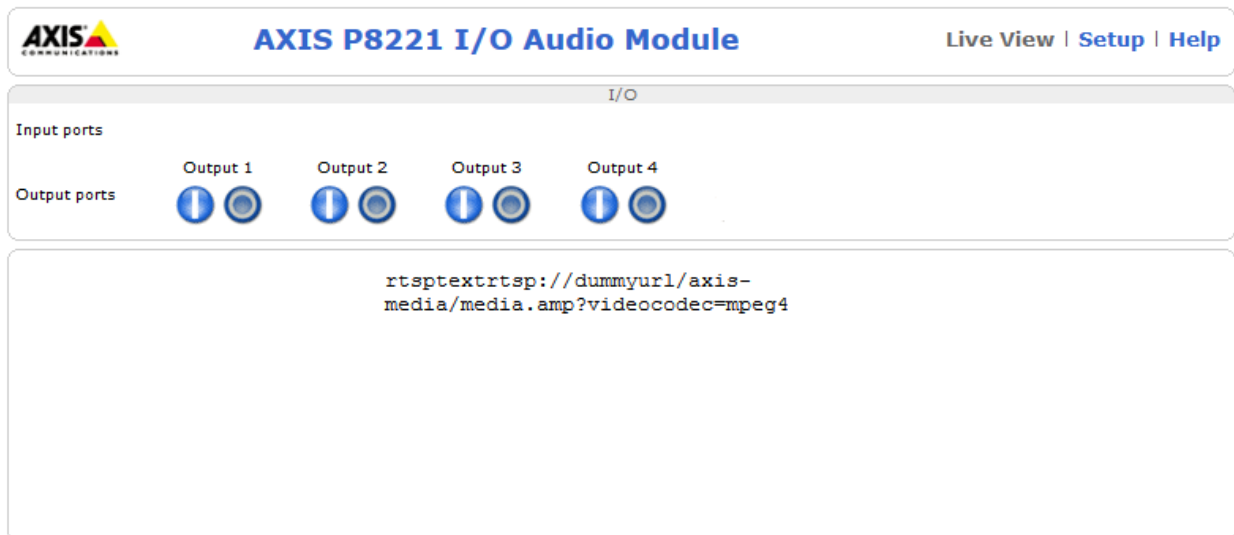 AXIS
COMMUNICATIONS
AXIS P8221 I/O Audio Module
Live View | Setup | Help
I/O
Input ports
Output 1 Output 2 Output 3 Output 4
Output ports
rtsptextrtsp://dummyurl/axis-
media/media.amp?videocodec=mpeg4